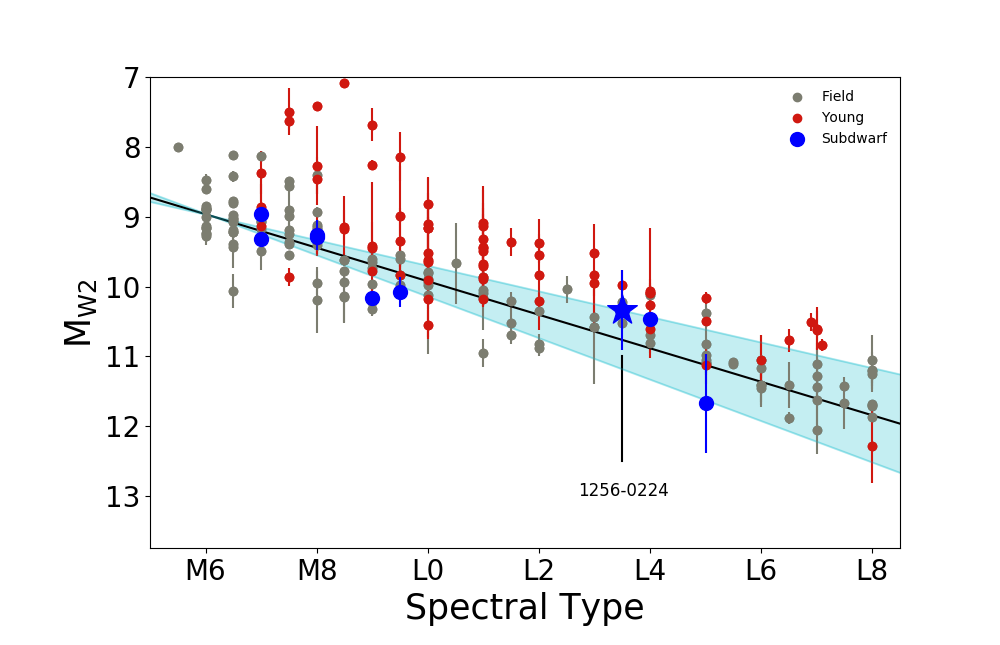 7
8
9
10
11
12
13
M_W2
Field
Young
Subdwarf
1256-0224
M6 M8 L0 L2 L4 L6 L8
Spectral Type